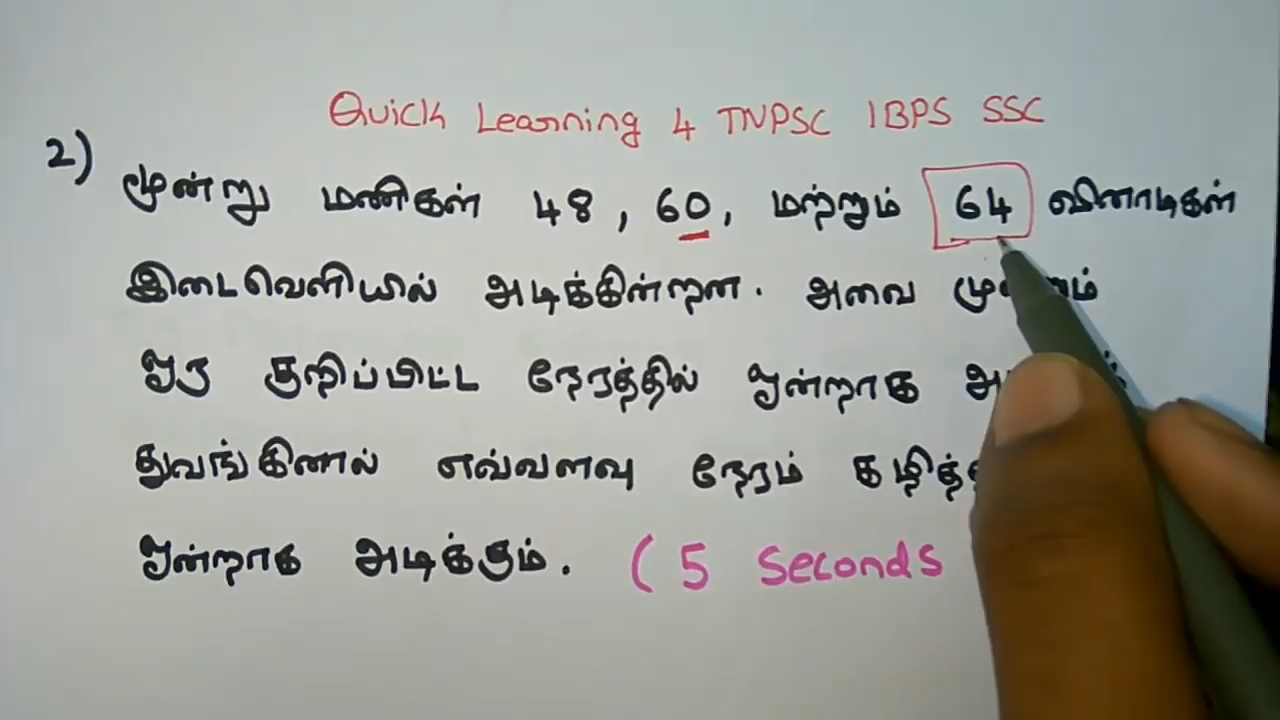 Quick Learning 4 TNPSC IBPS SSC
2) மூன்று மணிகள் 48, 60, மற்றும் 64 வினாடிகள்
இடைவெளியில் அடிக்கின்றன. அவை
ஒரு குறிப்பிட்ட நேரத்தில் ஒன்றாக
துவங்கினால் எவ்வளவு நேரம்
ஒன்றாக அடிக்கும். (5 Seconds